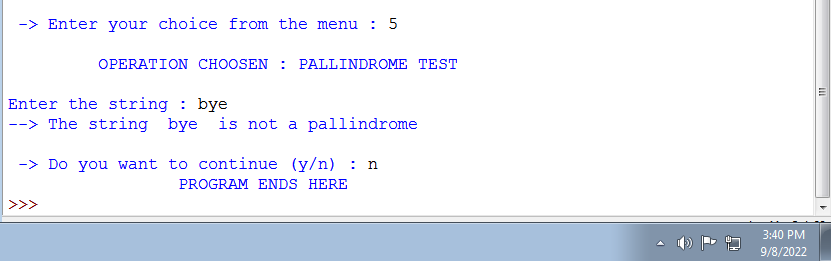 -> Enter your choice from the menu : 5
OPERATION CHOOSEN : PALLINDROME TEST
Enter the string : bye
--> The string  bye  is not a pallindrome
-> Do you want to continue (y/n) : n
PROGRAM ENDS HERE
>>>
3:40 PM
9/8/2022